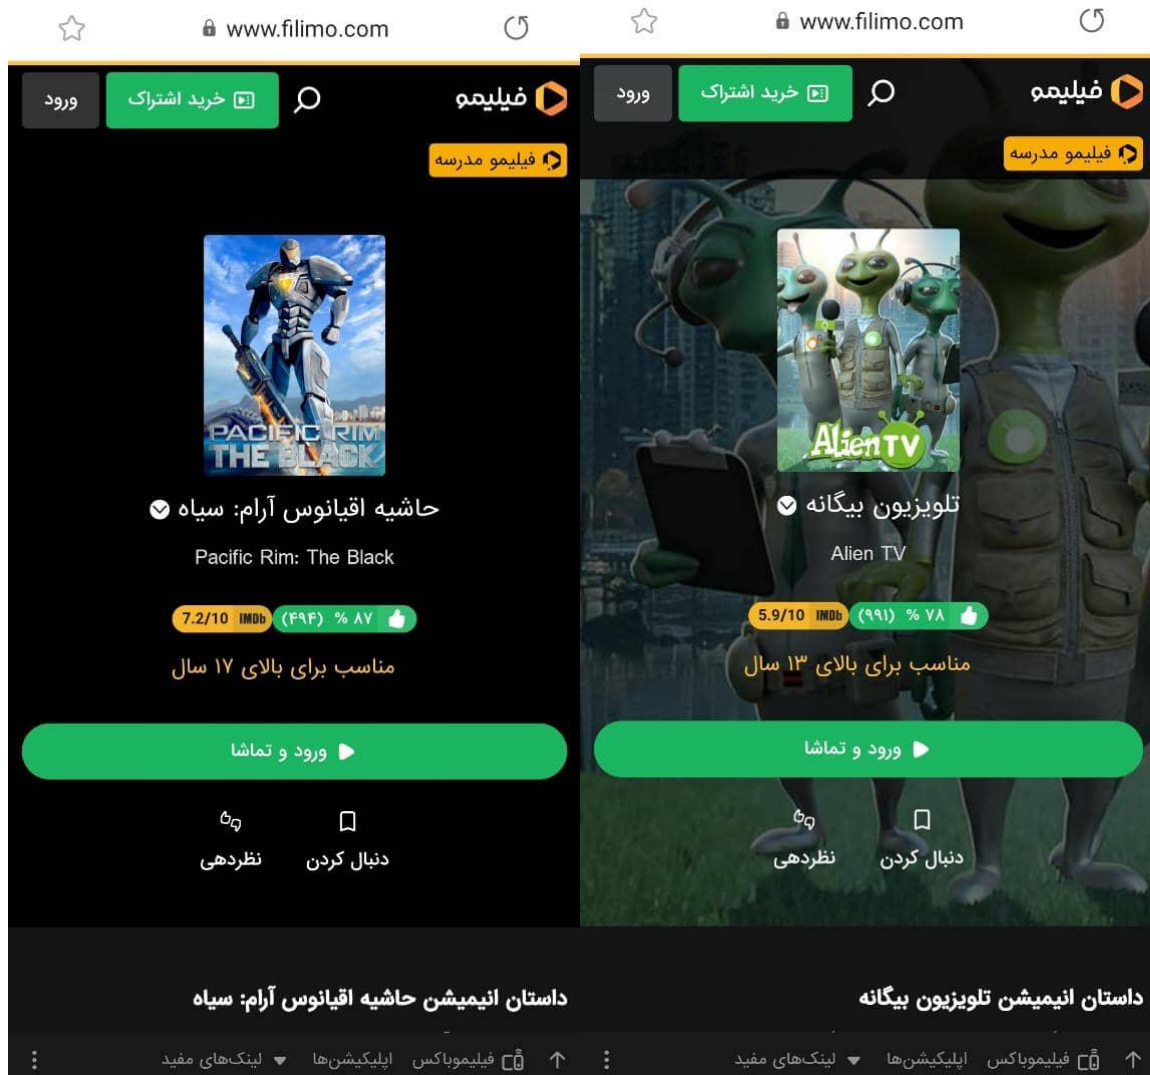 www.filimo.com
فیلیمو
خرید اشتراک
ورود
فیلیمو مدرسه
PACIFIC RIM
THE BLACK
حاشیه اقیانوس آرام: سیاه
Pacific Rim: The Black
۸۷ % (۴۹۴) 7.2/10 IMDb
مناسب برای بالای ۱۷ سال
ورود و تماشا
دنبال کردن نظردهی
داستان انیمیشن حاشیه اقیانوس آرام: سیاه
فیلیموباکس اپلیکیشن‌ها لینک‌های مفید
www.filimo.com
فیلیمو
خرید اشتراک
ورود
فیلیمو مدرسه
Alien TV
تلویزیون بیگانه
Alien TV
۷۸ % (۹۹۱) 5.9/10 IMDb
مناسب برای بالای ۱۳ سال
ورود و تماشا
دنبال کردن نظردهی
داستان انیمیشن تلویزیون بیگانه
فیلیموباکس اپلیکیشن‌ها لینک‌های مفید